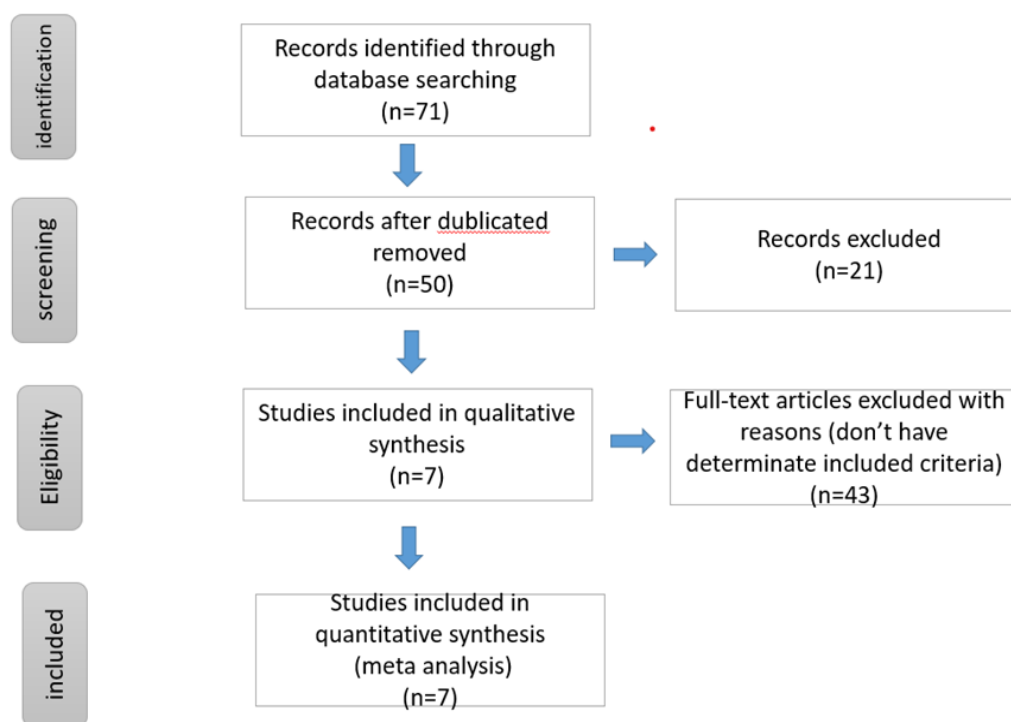 identification
Records identified through
database searching
(n=71)
screening
Records after dublicated
removed
(n=50)
Records excluded
(n=21)
Eligibility
Studies included in qualitative
synthesis
(n=7)
Full-text articles excluded with
reasons (don’t have
determinate included criteria)
(n=43)
included
Studies included in
quantitative synthesis
(meta analysis)
(n=7)